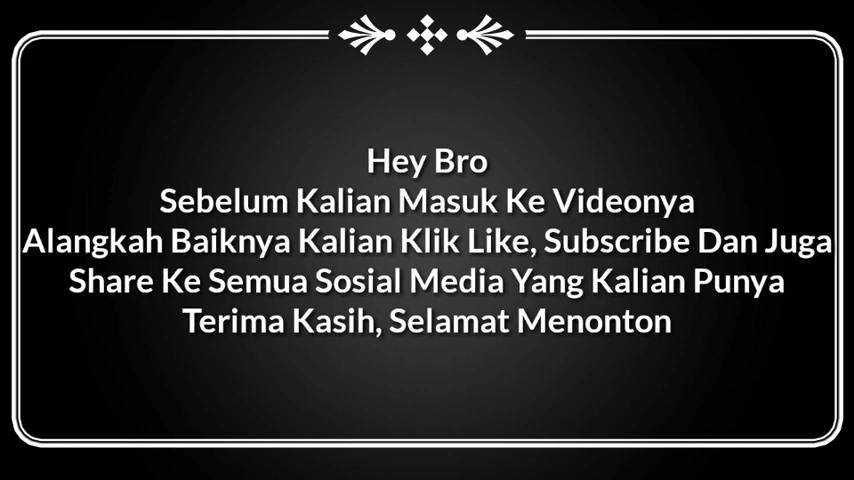 Hey Bro
Sebelum Kalian Masuk Ke Videonya
Alangkah Baiknya Kalian Klik Like, Subscribe Dan Juga
Share Ke Semua Sosial Media Yang Kalian Punya
Terima Kasih, Selamat Menonton